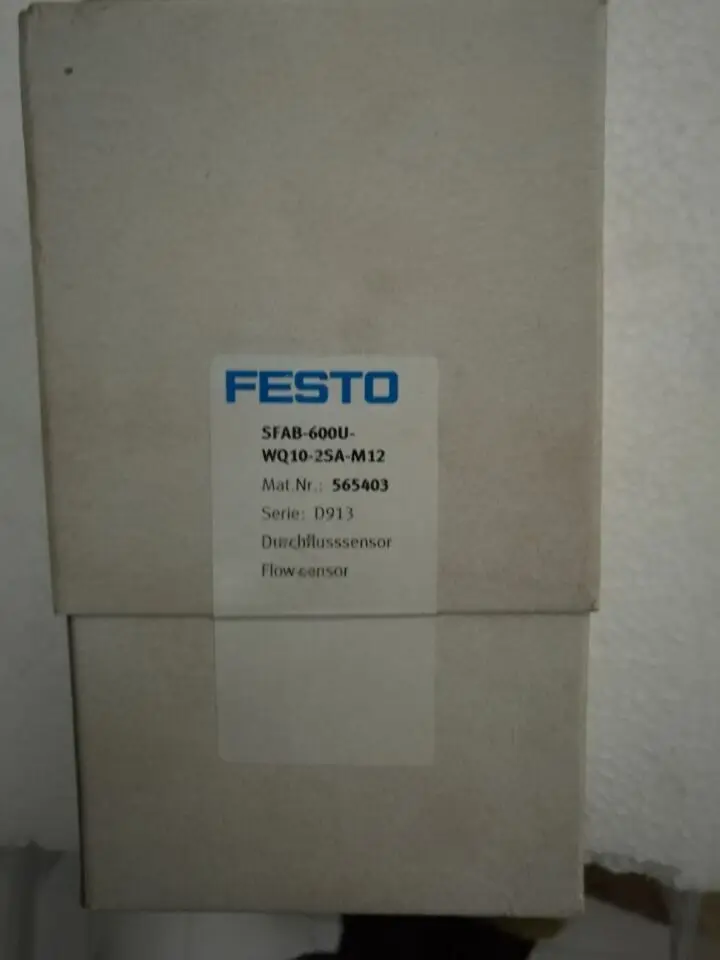 FESTO
SFAB-600U-
WQ10-2SA-M12
Mat.Nr.: 565403
Serie: D913
Durchflusssensor
Flow sensor